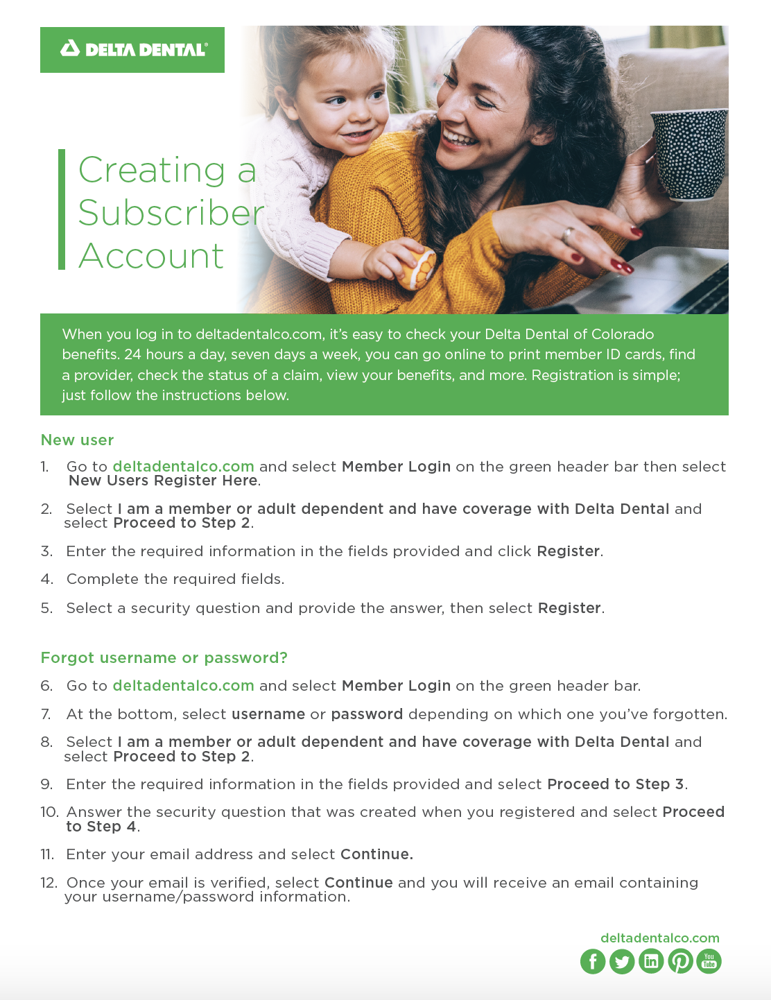 DELTA DENTAL®
Creating a
Subscriber
Account
When you log in to deltadentalco.com, it’s easy to check your Delta Dental of Colorado
benefits. 24 hours a day, seven days a week, you can go online to print member ID cards, find
a provider, check the status of a claim, view your benefits, and more. Registration is simple;
just follow the instructions below.
New user
1. Go to deltadentalco.com and select Member Login on the green header bar then select
New Users Register Here.
2. Select I am a member or adult dependent and have coverage with Delta Dental and
select Proceed to Step 2.
3. Enter the required information in the fields provided and click Register.
4. Complete the required fields.
5. Select a security question and provide the answer, then select Register.
Forgot username or password?
6. Go to deltadentalco.com and select Member Login on the green header bar.
7. At the bottom, select username or password depending on which one you’ve forgotten.
8. Select I am a member or adult dependent and have coverage with Delta Dental and
select Proceed to Step 2.
9. Enter the required information in the fields provided and select Proceed to Step 3.
10. Answer the security question that was created when you registered and select Proceed
to Step 4.
11. Enter your email address and select Continue.
12. Once your email is verified, select Continue and you will receive an email containing
your username/password information.
deltadentalco.com
You
Tube